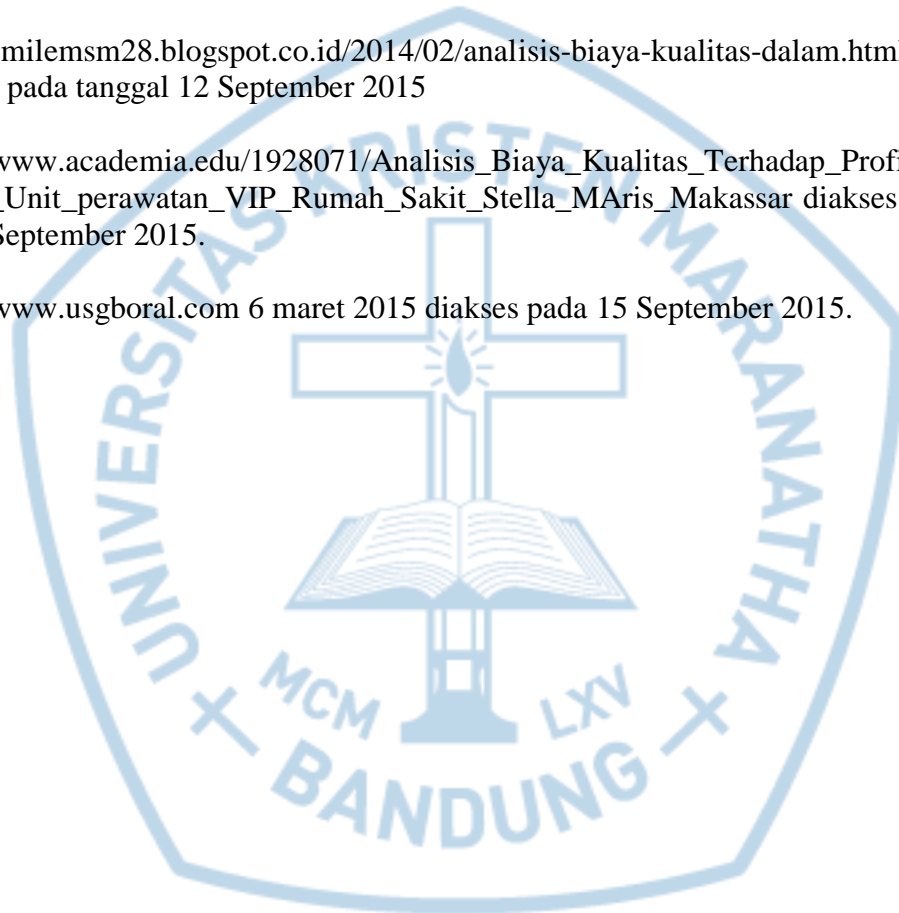 milemsm28.blogspot.co.id/2014/02/analisis-biaya-kualitas-dalam.html
pada tanggal 12 September 2015
www.academia.edu/1928071/Analisis_Biaya_Kualitas_Terhadap_Profi
_Unit_perawatan_VIP_Rumah_Sakit_Stella_MAris_Makassar diakses
September 2015.
www.usgboral.com 6 maret 2015 diakses pada 15 September 2015.
UNIVERSITAS KRISTEN MARANATHA
MCM LXV
BANDUNG